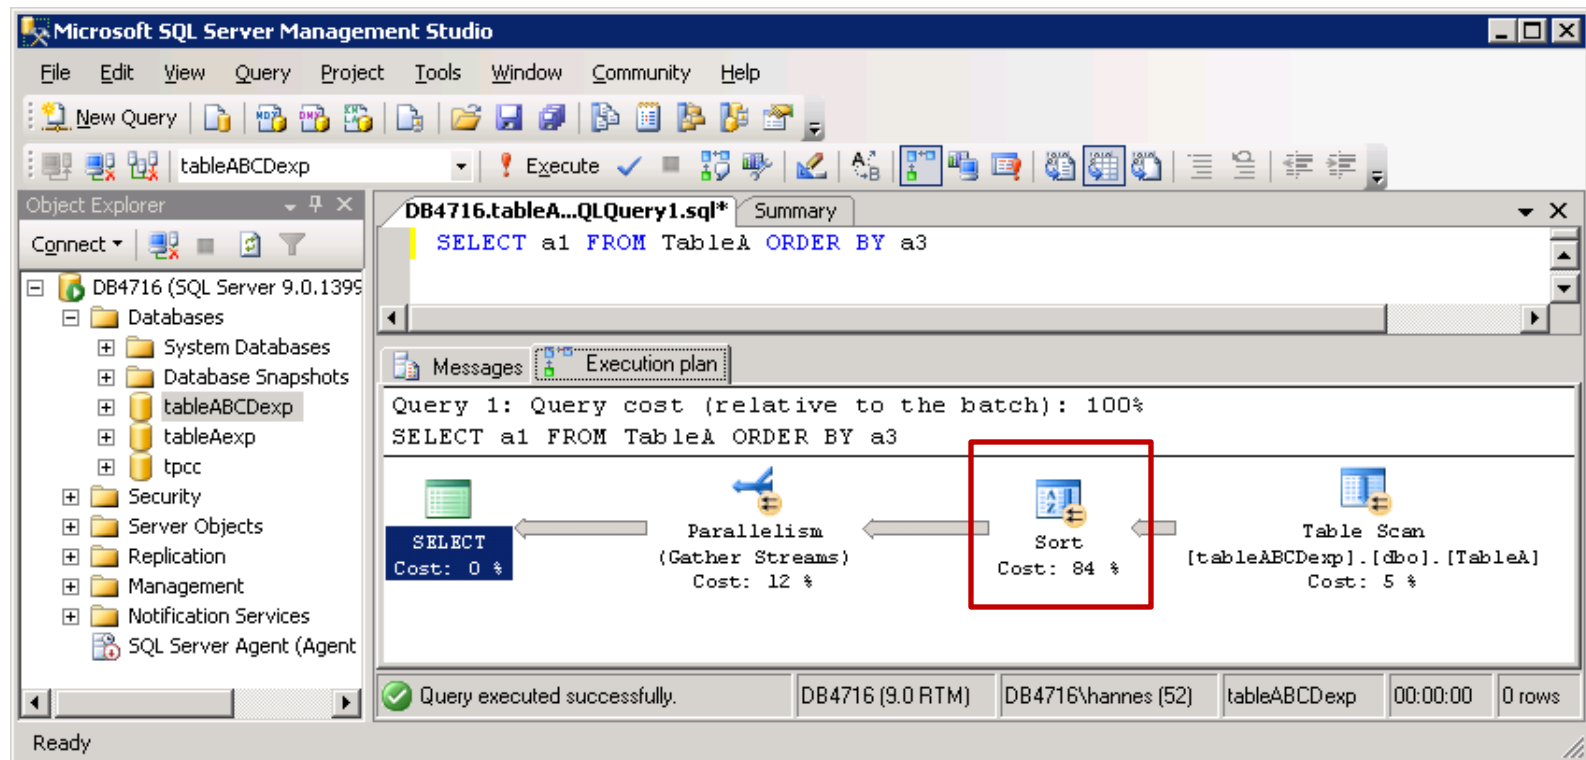 Microsoft SQL Server Management Studio
File Edit View Query Project Tools Window Community Help
New Query
tableABCDexp Execute
Object Explorer
Connect
DB4716 (SQL Server 9.0.1399
Databases
System Databases
Database Snapshots
tableABCDexp
tableAexp
tpcc
Security
Server Objects
Replication
Management
Notification Services
SQL Server Agent (Agent
DB4716.tableA...QLQuery1.sql* Summary
SELECT a1 FROM TableA ORDER BY a3
Messages Execution plan
Query 1: Query cost (relative to the batch): 100%
SELECT a1 FROM TableA ORDER BY a3
SELECT
Cost: 0 %
Parallelism
(Gather Streams)
Cost: 12 %
Sort
Cost: 84 %
Table Scan
[tableABCDexp].[dbo].[TableA]
Cost: 5 %
Query executed successfully. DB4716 (9.0 RTM) DB4716\hannes (52) tableABCDexp 00:00:00 0 rows
Ready